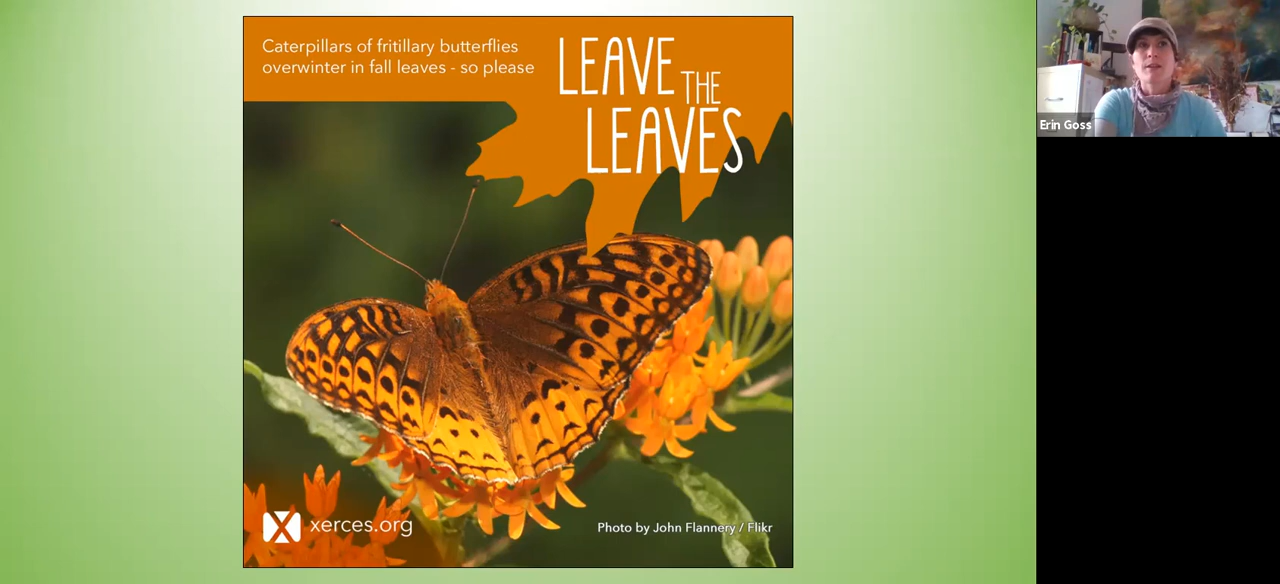 Caterpillars of fritillary butterflies
overwinter in fall leaves - so please
LEAVE
THE
LEAVES
Erin Goss
xerces.org
Photo by John Flannery / Flikr